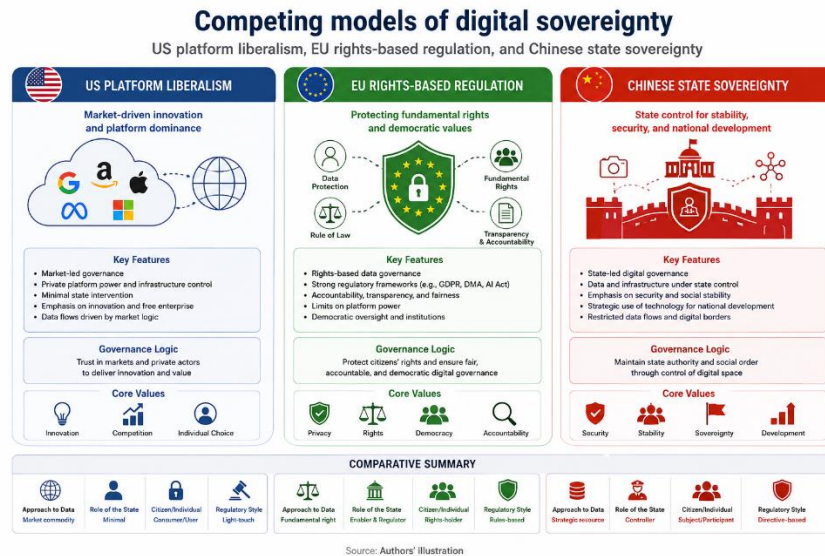 Competing models of digital sovereignty
US platform liberalism, EU rights-based regulation, and Chinese state sovereignty
US PLATFORM LIBERALISM
Market-driven innovation
and platform dominance
G
a
Key Features
• Market-led governance
• Private platform power and infrastructure control
• Minimal state intervention
• Emphasis on innovation and free enterprise
• Data flows driven by market logic
Governance Logic
Trust in markets and private actors
to deliver innovation and value
Core Values
Innovation
Competition
Individual Choice
EU RIGHTS-BASED REGULATION
Protecting fundamental rights
and democratic values
Data
Protection
Fundamental
Rights
Rule of Law
Transparency
& Accountability
Key Features
• Rights-based data governance
• Strong regulatory frameworks (e.g., GDPR, DMA, AI Act)
• Accountability, transparency, and fairness
• Limits on platform power
• Democratic oversight and institutions
Governance Logic
Protect citizens' rights and ensure fair,
accountable, and democratic digital governance
Core Values
Privacy
Rights
Democracy
Accountability
CHINESE STATE SOVEREIGNTY
State control for stability,
security, and national development
Key Features
• State-led digital governance
• Data and infrastructure under state control
• Emphasis on security and social stability
• Strategic use of technology for national development
• Restricted data flows and digital borders
Governance Logic
Maintain state authority and social order
through control of digital space
Core Values
Security
Stability
Sovereignty
Development
COMPARATIVE SUMMARY
Approach to Data
Market commodity
Role of the State
Minimal
Citizen/Individual
Consumer/User
Regulatory Style
Light-touch
Approach to Data
Fundamental right
Role of the State
Enabler & Regulator
Citizen/Individual
Rights-holder
Regulatory Style
Rules-based
Approach to Data
Strategic resource
Role of the State
Controller
Citizen/Individual
Subject/Participant
Regulatory Style
Directive-based
Source: Authors' illustration